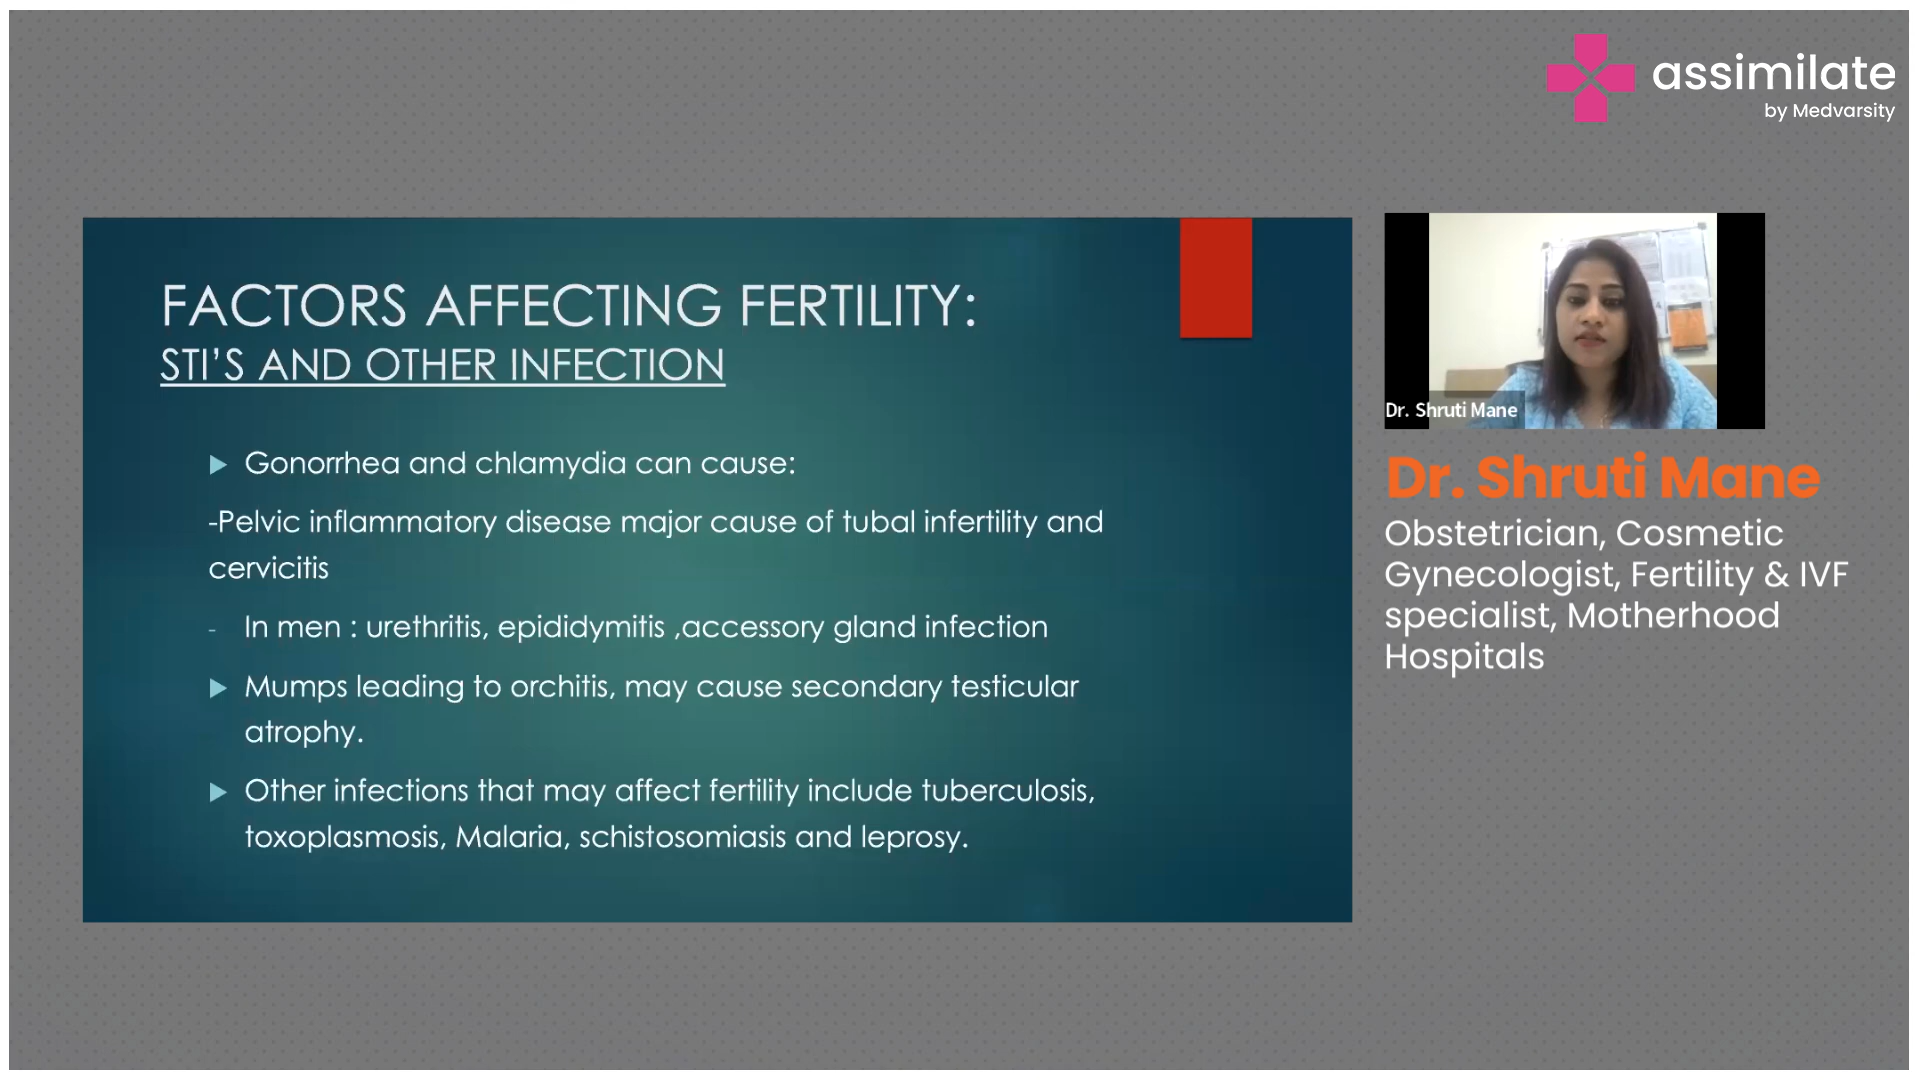 assimilate
by Medvarsity
FACTORS AFFECTING FERTILITY:
STI'S AND OTHER INFECTION
Gonorrhea and chlamydia can cause:
-Pelvic inflammatory disease major cause of tubal infertility and
cervicitis
- In men : urethritis, epididymitis ,accessory gland infection
Mumps leading to orchitis, may cause secondary testicular
atrophy.
Other infections that may affect fertility include tuberculosis,
toxoplasmosis, Malaria, schistosomiasis and leprosy.
Dr. Shruti Mane
Dr. Shruti Mane
Obstetrician, Cosmetic
Gynecologist, Fertility & IVF
specialist, Motherhood
Hospitals